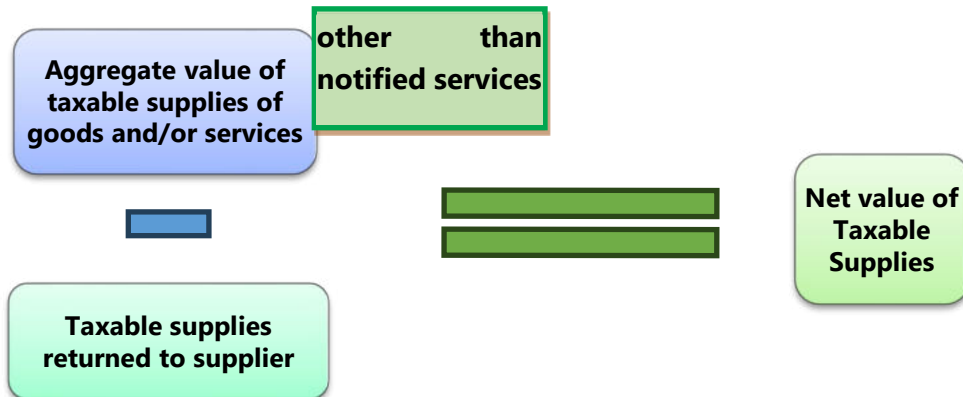 Aggregate value of
taxable supplies of
goods and/or services
other than
notified services
Taxable supplies
returned to supplier
Net value of
Taxable
Supplies